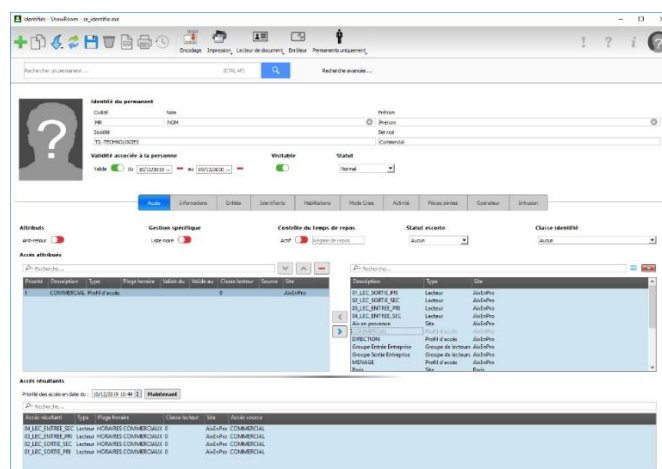 Identifiés - ShowRoom - sc_identifie.exe
Encodage Impression Lecteur de document Enrôleur Permanents uniquement
Rechercher un permanent ... (CTRL+F) Recherche avancée ...
Identité du permanent
Civilité Nom Prénom
MR NOM Prénom
Société Service
TIL-TECHNOLOGIES Commercial
Validité associée à la personne Visitable Statut
Valide du 10/12/2019 au 10/12/2020 Normal
Accès Informations Entités Identifiants Habilitations Mode Crise Activité Pièces jointes Opérateur Intrusion
Attributs Gestion spécifique Contrôle du temps de repos Statut escorte Classe identifié
Anti-retour Liste noire Actif Régime de repos Aucun Aucun
Accès attribués
Recherche... Recherche...
Priorité Description Type Plage horaire Valide du Valide au Classe lecteur Source Site Description Type Site
1 COMMERCIAL Profil d'accès 0 AixEnPro
01_LEC_SORTIE_PRI Lecteur AixEnPro
02_LEC_SORTIE_SEC Lecteur AixEnPro
03_LEC_ENTREE_PRI Lecteur AixEnPro
04_LEC_ENTREE_SEC Lecteur AixEnPro
Aix en provence Site AixEnPro
COMMERCIAL Profil d'accès AixEnPro
DIRECTION Profil d'accès AixEnPro
Groupe Entrée Entreprise Groupe de lecteurs AixEnPro
Groupe Sortie Entreprise Groupe de lecteurs AixEnPro
MENAGE Profil d'accès AixEnPro
Paris Site Paris
Accès résultants
Priorité des accès en date du : 10/12/2019 10:44 Maintenant
Recherche...
Accès résultant Type Plage horaire Classe lecteur Site Accès source
04_LEC_ENTREE_SEC Lecteur HORAIRES COMMERCIAUX 0 AixEnPro COMMERCIAL
03_LEC_ENTREE_PRI Lecteur HORAIRES COMMERCIAUX 0 AixEnPro COMMERCIAL
02_LEC_SORTIE_SEC Lecteur HORAIRES COMMERCIAUX 0 AixEnPro COMMERCIAL
01_LEC_SORTIE_PRI Lecteur HORAIRES COMMERCIAUX 0 AixEnPro COMMERCIAL